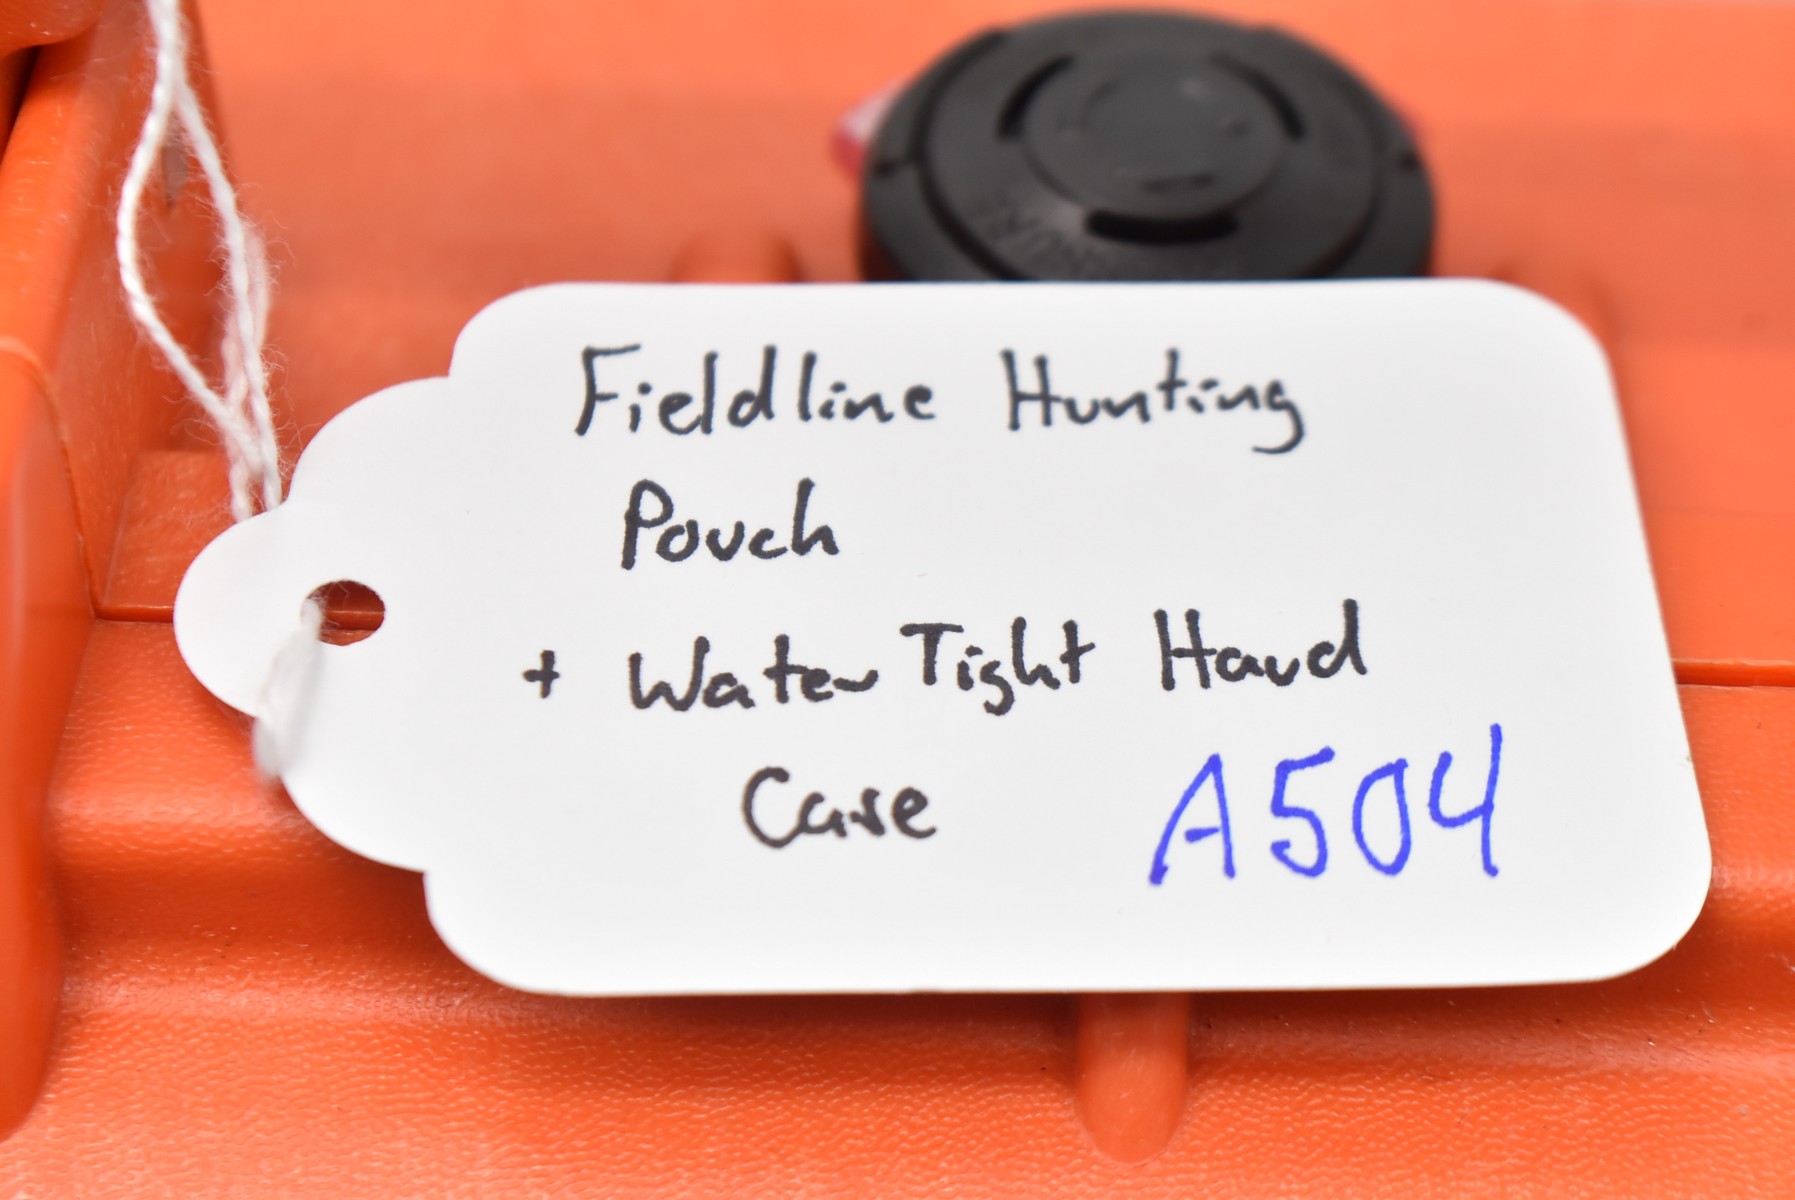 Fieldline Hunting
Pouch
+ Water Tight Hard
Case A504